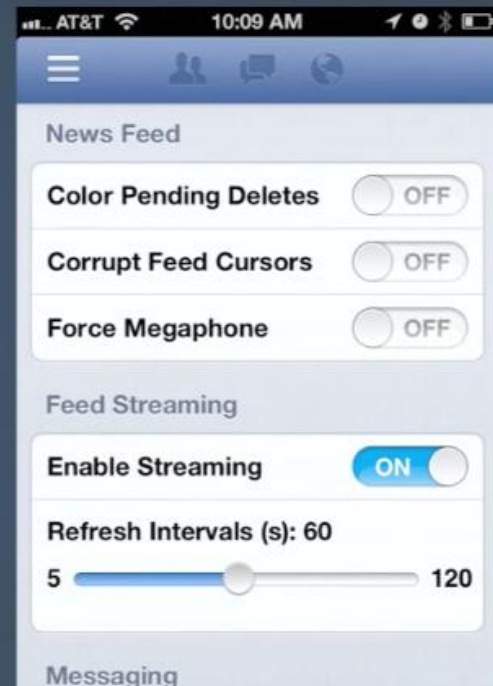 AT&T 10:09 AM
News Feed
Color Pending Deletes OFF
Corrupt Feed Cursors OFF
Force Megaphone OFF
Feed Streaming
Enable Streaming ON
Refresh Intervals (s): 60
5 120
Messaging